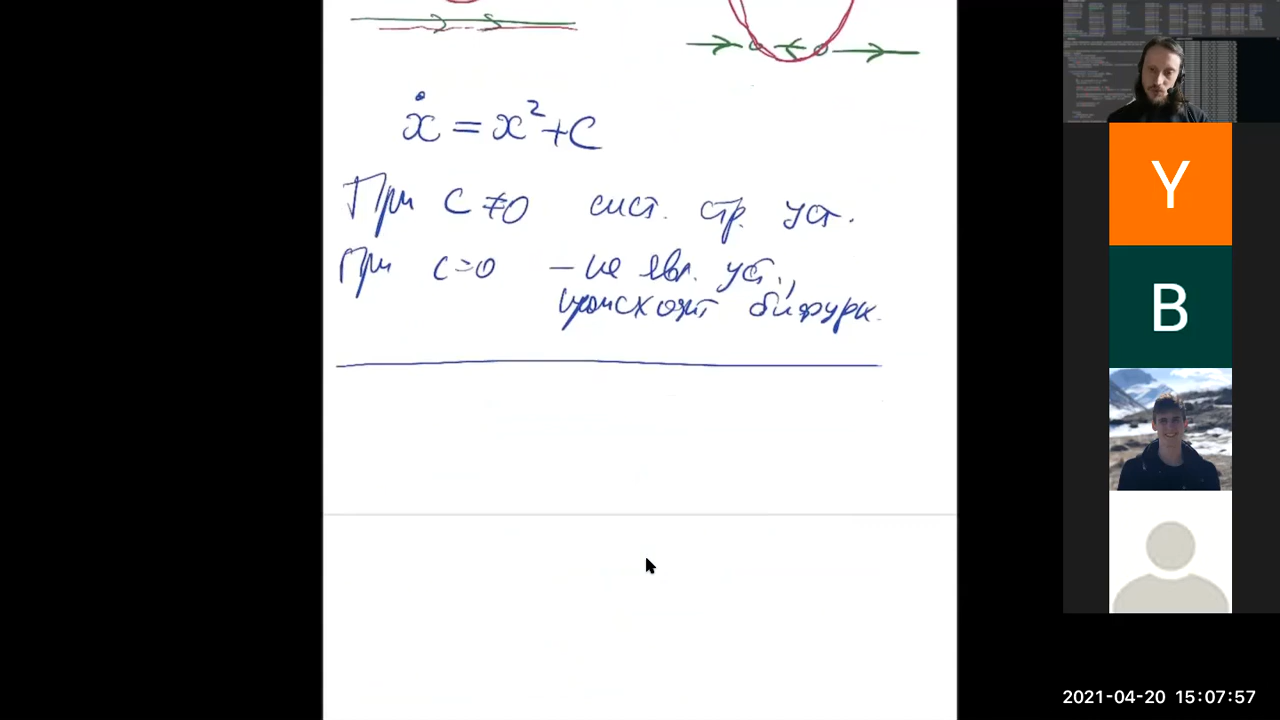 ẋ = x² + C
При C ≠ 0 сист. стр. уст.
При c = 0 – не явл. уст.,
происходит бифурк.
Y
B
2021-04-20 15:07:57